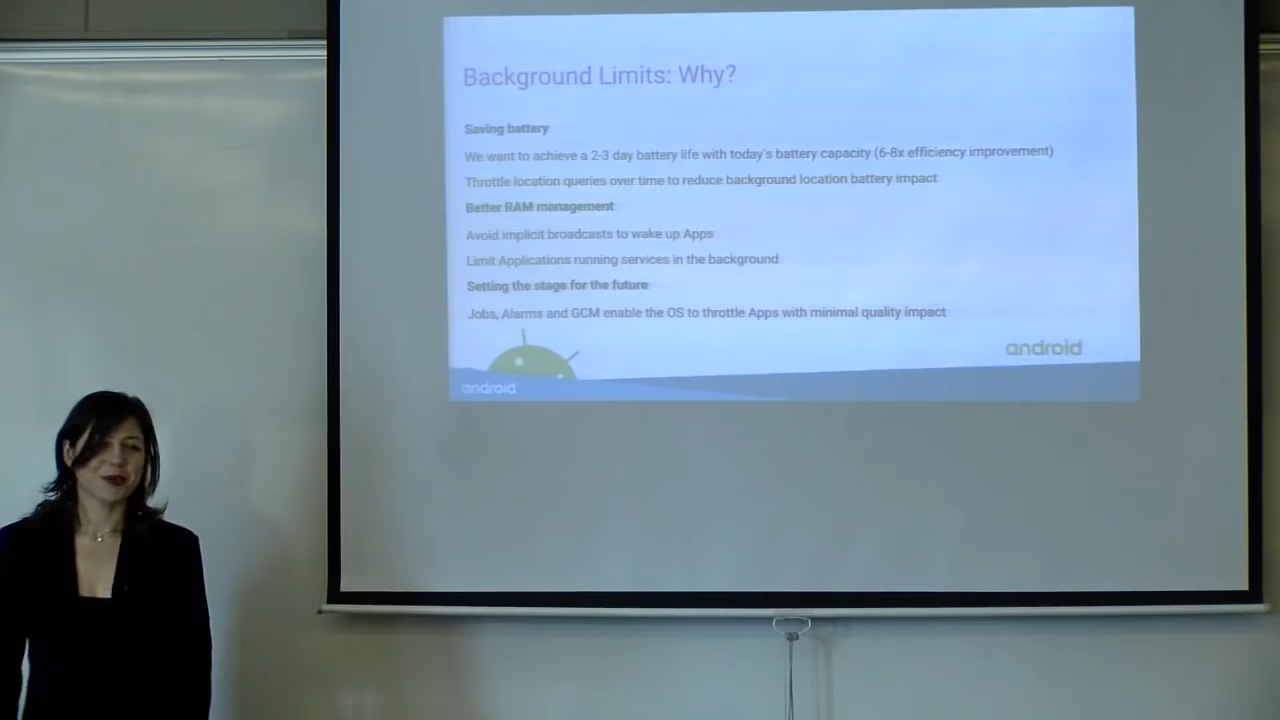 Background Limits: Why?
Saving battery
We want to achieve a 2-3 day battery life with today's battery capacity (6-8x efficiency improvement)
Throttle location queries over time to reduce background location battery impact
Better RAM management
Avoid implicit broadcasts to wake up Apps
Limit Applications running services in the background
Setting the stage for the future
Jobs, Alarms and GCM enable the OS to throttle Apps with minimal quality impact
android
android